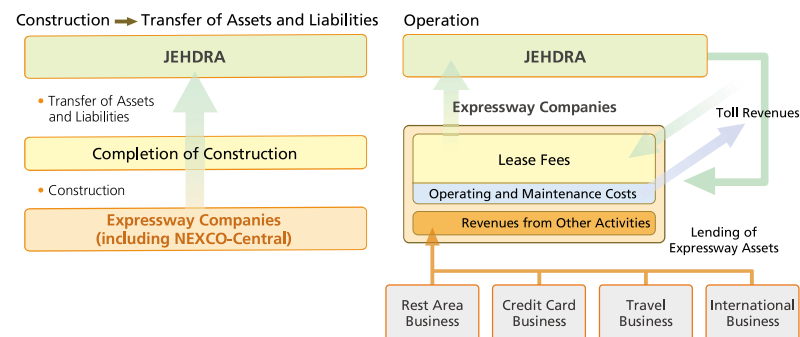 Construction → Transfer of Assets and Liabilities
JEHDRA
• Transfer of Assets
and Liabilities
Completion of Construction
• Construction
Expressway Companies
(including NEXCO-Central)
Operation
JEHDRA
Expressway Companies
Toll Revenues
Lease Fees
Operating and Maintenance Costs
Revenues from Other Activities
Lending of
Expressway Assets
Rest Area
Business
Credit Card
Business
Travel
Business
International
Business